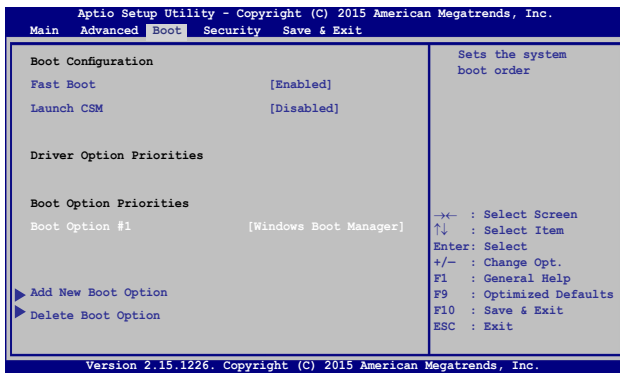 Aptio Setup Utility - Copyright (C) 2015 American Megatrends, Inc.
Main Advanced Boot Security Save & Exit
Boot Configuration
Fast Boot [Enabled]
Launch CSM [Disabled]
Driver Option Priorities
Boot Option Priorities
Boot Option #1 [Windows Boot Manager]
Add New Boot Option
Delete Boot Option
Sets the system
boot order
→← : Select Screen
↑↓ : Select Item
Enter: Select
+/— : Change Opt.
F1 : General Help
F9 : Optimized Defaults
F10 : Save & Exit
ESC : Exit
Version 2.15.1226. Copyright (C) 2015 American Megatrends, Inc.